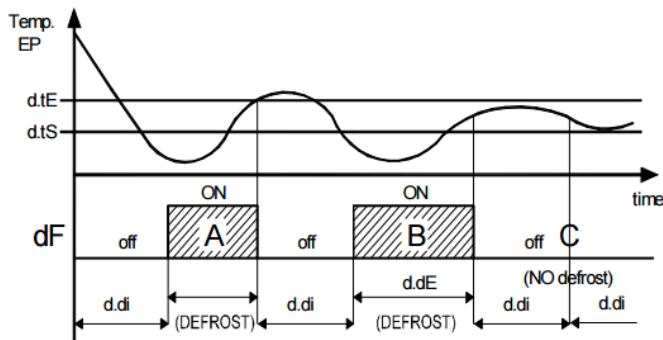 Temp.
EP
d.tE
d.tS
time
ON ON
dF off A off B off C
(NO defrost)
d.di (DEFROST) d.di d.dE (DEFROST) d.di d.di